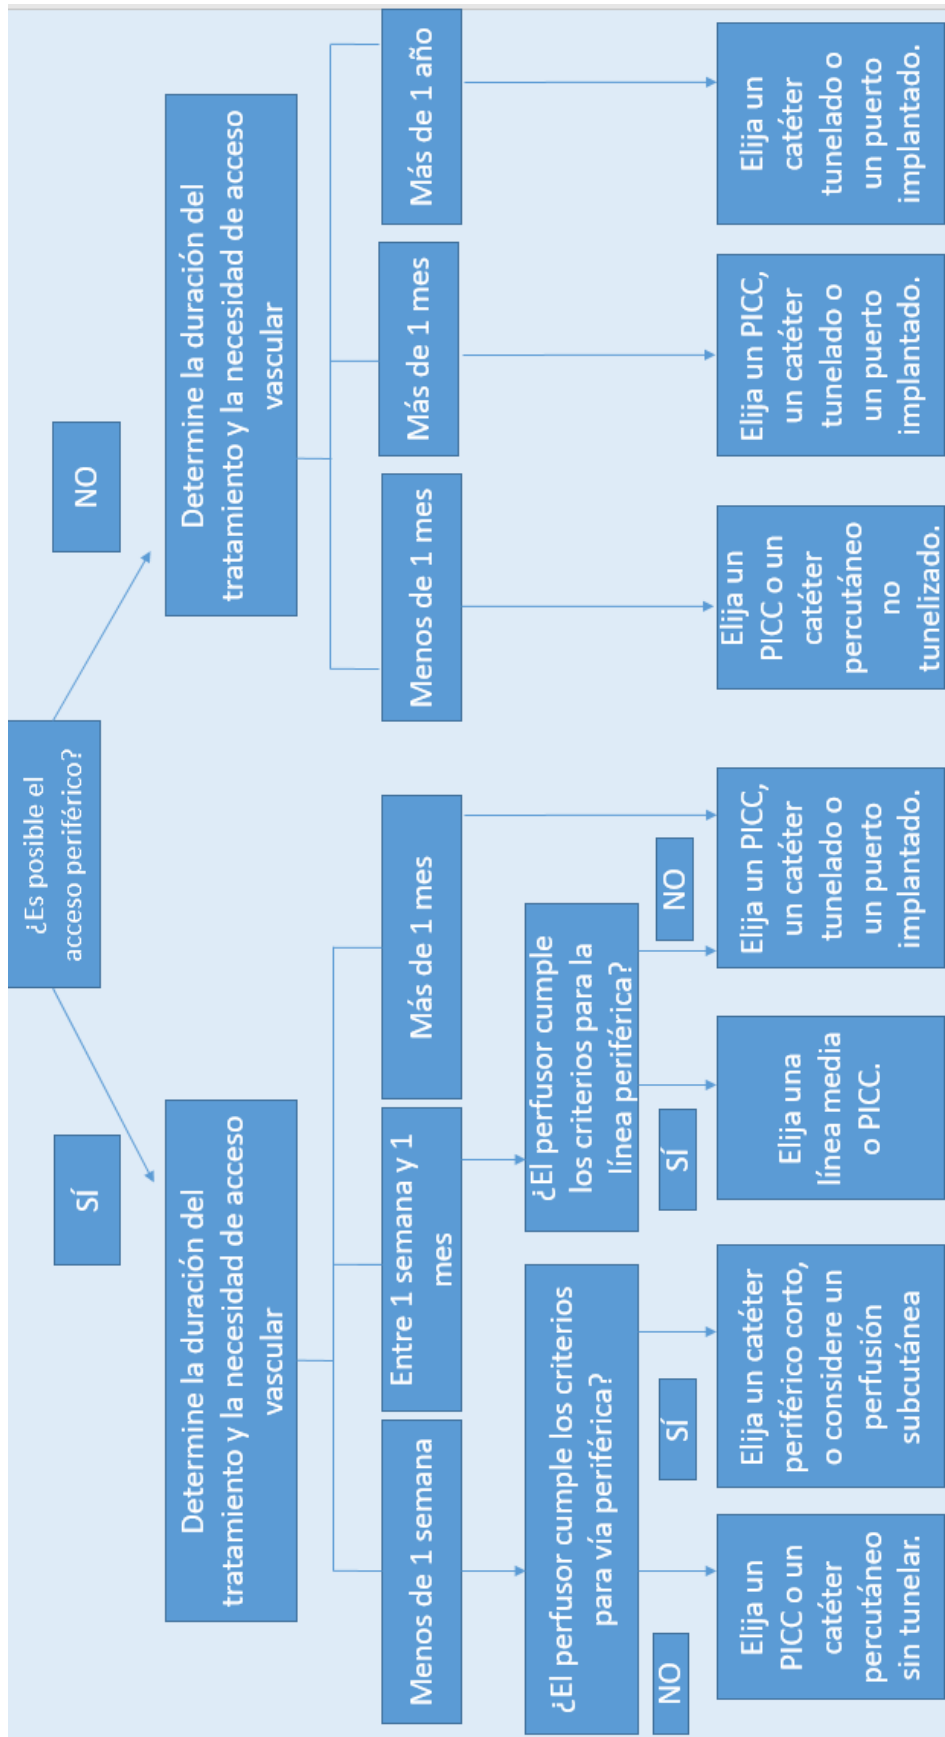 ¿Es posible el
acceso periférico?
SÍ
NO
Determine la duración del
tratamiento y la necesidad de acceso
vascular
Determine la duración del
tratamiento y la necesidad de acceso
vascular
Menos de 1 semana
Entre 1 semana y 1
mes
Más de 1 mes
Menos de 1 mes
Más de 1 mes
Más de 1 año
¿El perfusor cumple los criterios
para vía periférica?
¿El perfusor cumple
los criterios para la
línea periférica?
NO
SÍ
SÍ
NO
Elija un
PICC o un
catéter
percutáneo
sin tunelar.
Elija un catéter
periférico corto,
o considere un
perfusión
subcutánea
Elija una
línea media
o PICC.
Elija un PICC,
un catéter
tunelado o
un puerto
implantado.
Elija un
PICC o un
catéter
percutáneo
no
tunelizado.
Elija un PICC,
un catéter
tunelado o
un puerto
implantado.
Elija un
catéter
tunelado o
un puerto
implantado.